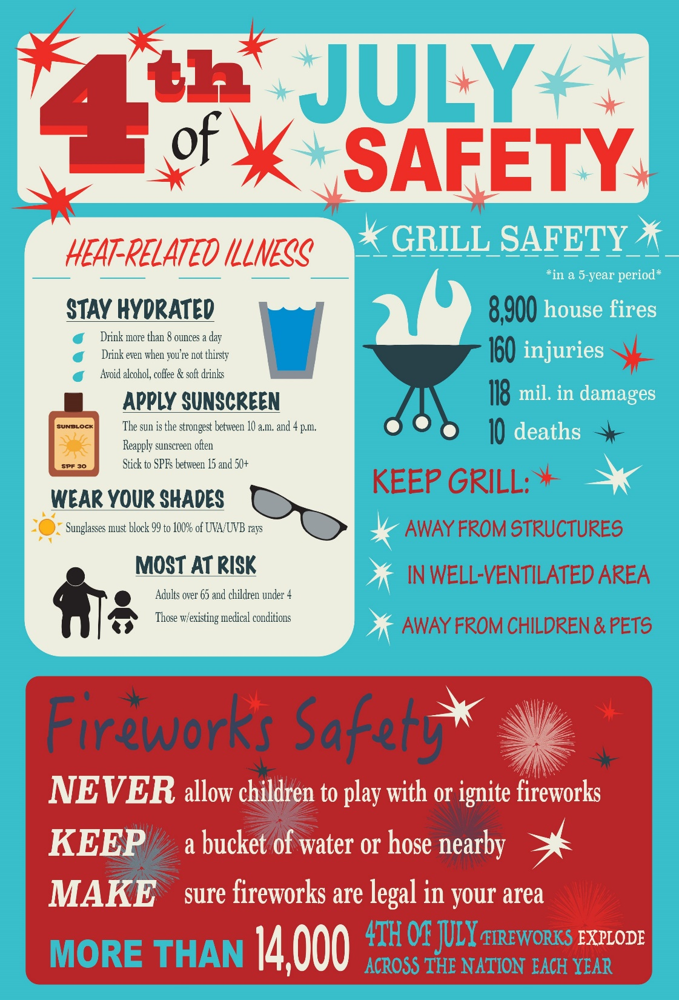 4th of JULY
SAFETY
HEAT-RELATED ILLNESS
STAY HYDRATED
Drink more than 8 ounces a day
Drink even when you're not thirsty
Avoid alcohol, coffee & soft drinks
SUNBLOCK
SPF 30
APPLY SUNSCREEN
The sun is the strongest between 10 a.m. and 4 p.m.
Reapply sunscreen often
Stick to SPFs between 15 and 50+
WEAR YOUR SHADES
Sunglasses must block 99 to 100% of UVA/UVB rays
MOST AT RISK
Adults over 65 and children under 4
Those w/existing medical conditions
GRILL SAFETY
*in a 5-year period*
8,900 house fires
160 injuries
118 mil. in damages
10 deaths
KEEP GRILL:
AWAY FROM STRUCTURES
IN WELL-VENTILATED AREA
AWAY FROM CHILDREN & PETS
Fireworks Safety
NEVER allow children to play with or ignite fireworks
KEEP a bucket of water or hose nearby
MAKE sure fireworks are legal in your area
MORE THAN 14,000
4TH OF JULY FIREWORKS EXPLODE
ACROSS THE NATION EACH YEAR